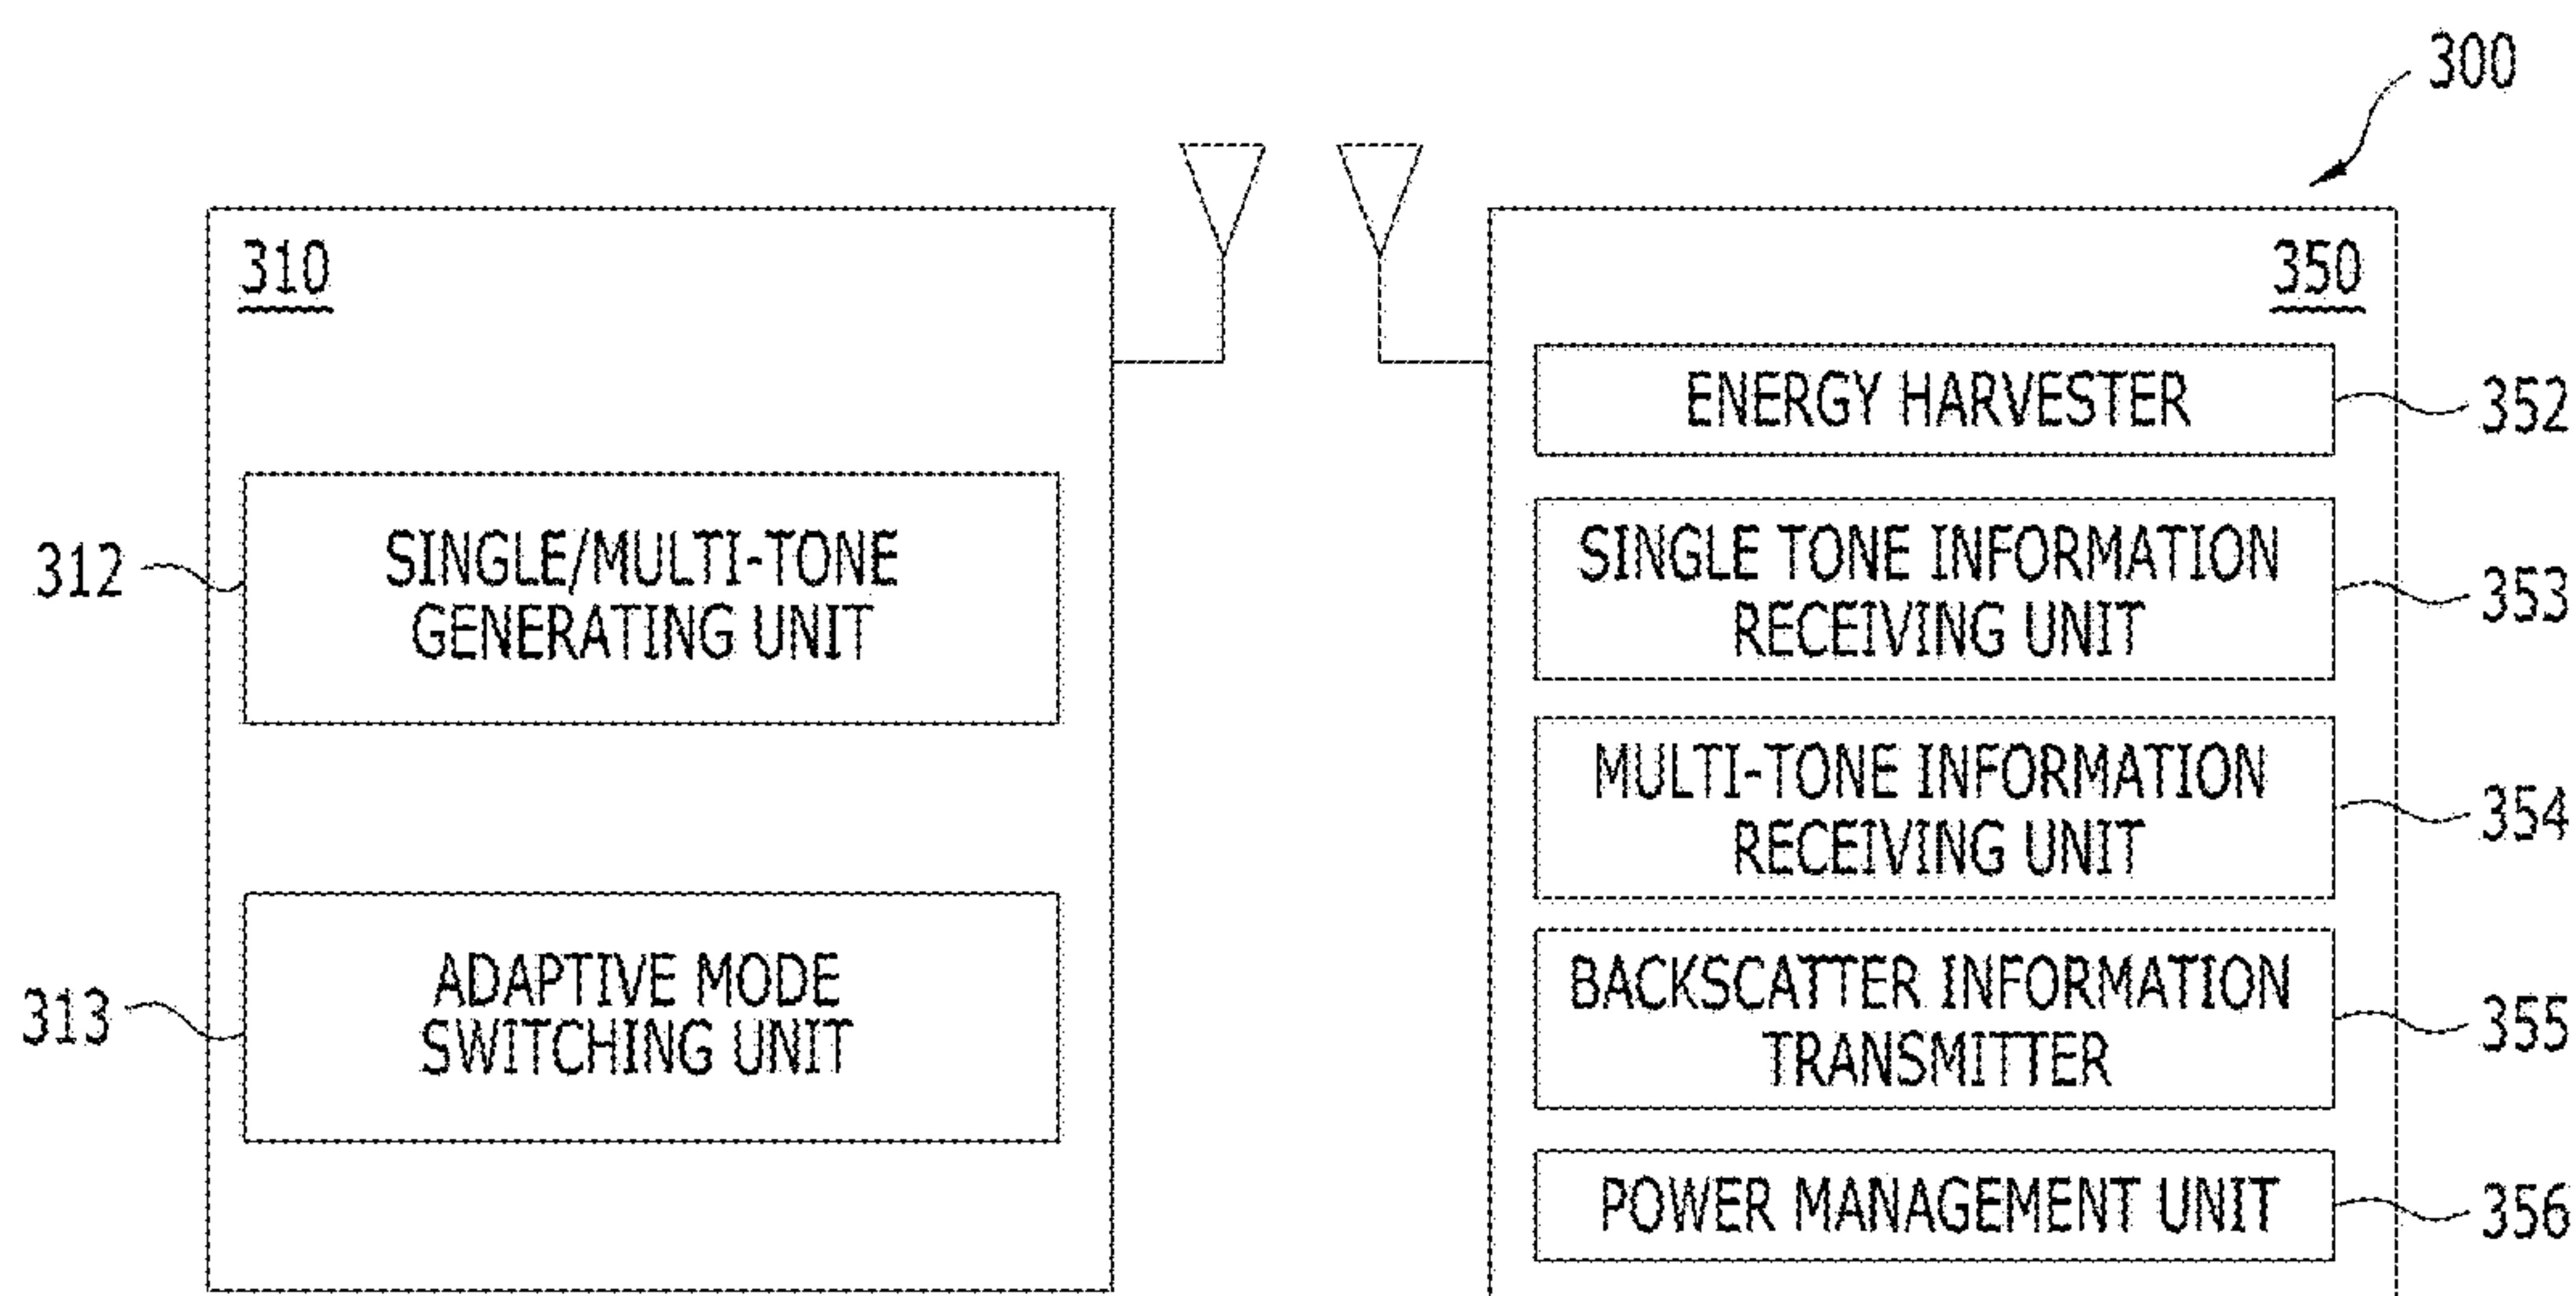 300
310
350
ENERGY HARVESTER
352
SINGLE/MULTI-TONE
GENERATING UNIT
312
SINGLE TONE INFORMATION
RECEIVING UNIT
353
MULTI-TONE INFORMATION
RECEIVING UNIT
354
ADAPTIVE MODE
SWITCHING UNIT
313
BACKSCATTER INFORMATION
TRANSMITTER
355
POWER MANAGEMENT UNIT
356